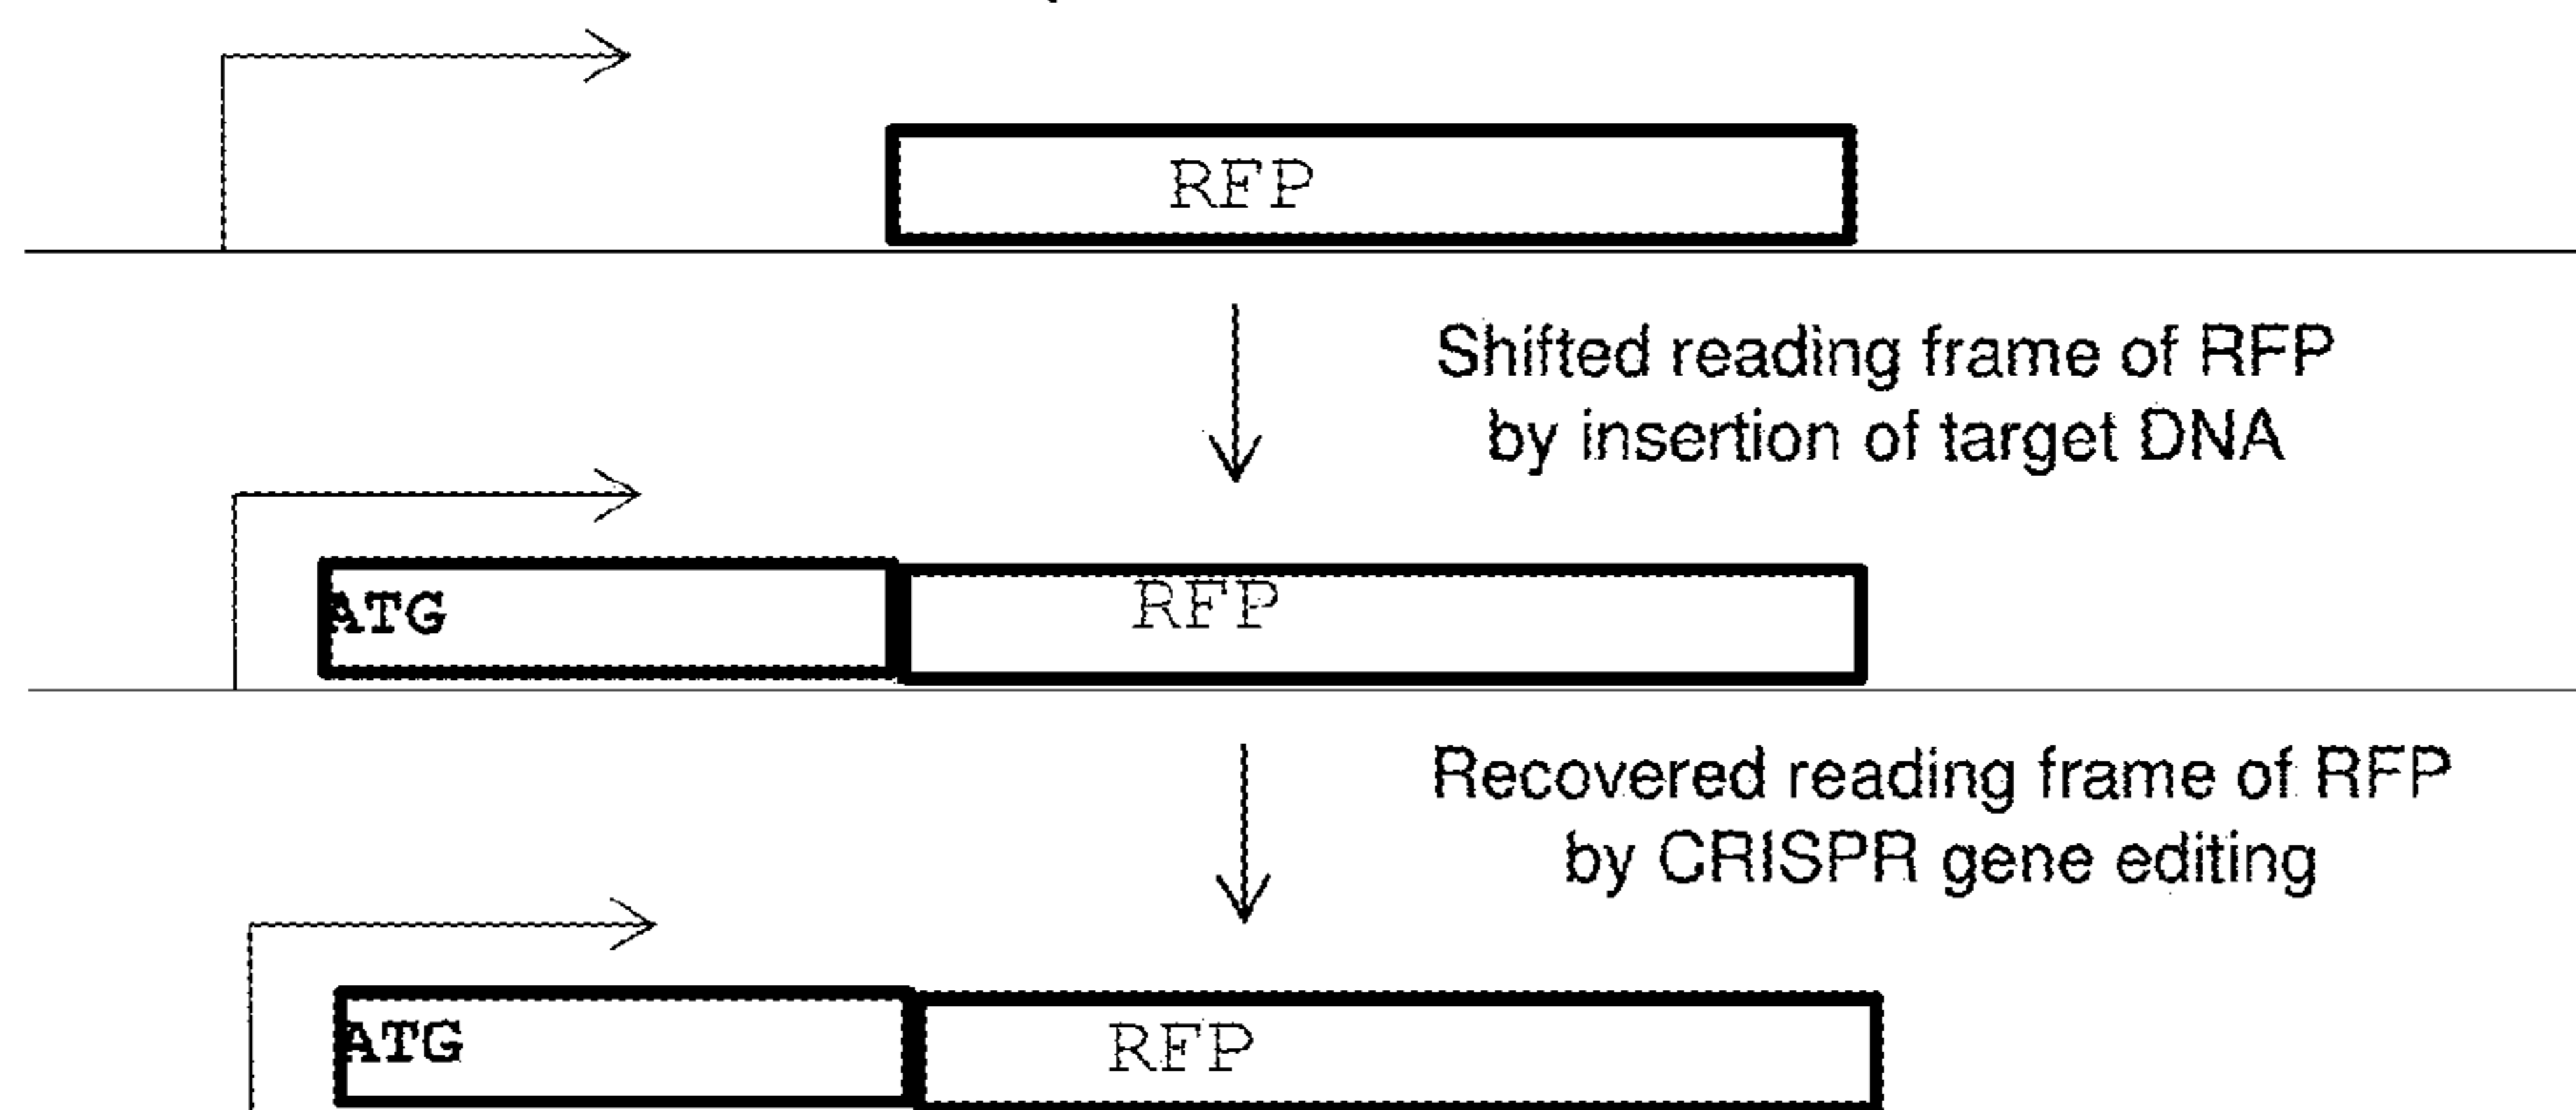 RFP
Shifted reading frame of RFP
by insertion of target DNA
ATG RFP
Recovered reading frame of RFP
by CRISPR gene editing
ATG RFP